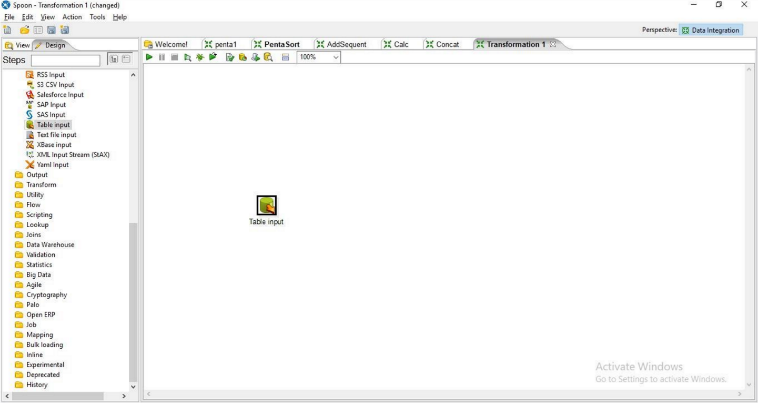 Spoon - Transformation 1 (changed)
File Edit View Action Tools Help
Perspective: Data Integration
View Design
Welcome! penta1 PentaSort AddSequent Calc Concat Transformation 1
Steps
100%
RSS Input
S3 CSV Input
Salesforce Input
SAP Input
SAS Input
Table input
Text file input
XBase input
XML Input Stream (StAX)
Yaml Input
Output
Transform
Utility
Flow
Scripting
Lookup
Joins
Data Warehouse
Validation
Statistics
Big Data
Agile
Cryptography
Palo
Open ERP
Job
Mapping
Bulk loading
Inline
Experimental
Deprecated
History
Table input
Activate Windows
Go to Settings to activate Windows.